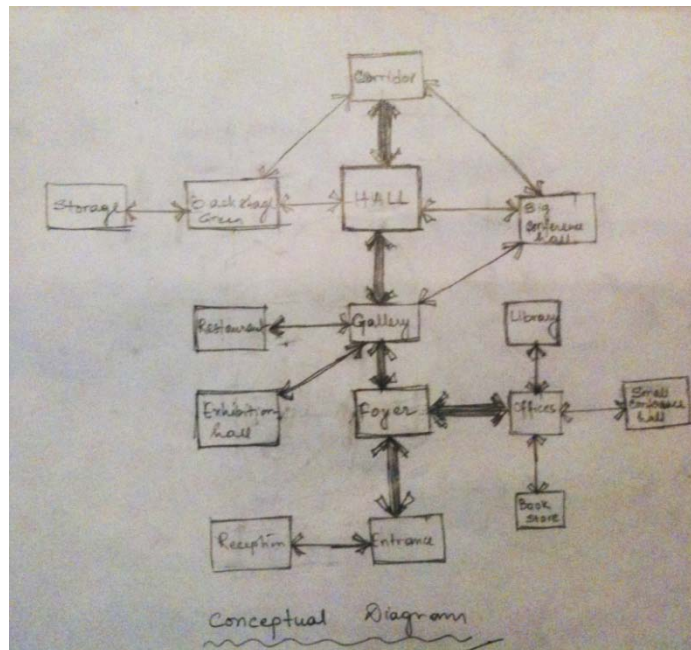 Corridor
Storage
Backstage
Green
HALL
Big
Conference
hall
Restaurant
Gallery
Library
Exhibition
hall
Foyer
Offices
Small
Conference
hall
Book
Store
Reception
Entrance
Conceptual Diagram